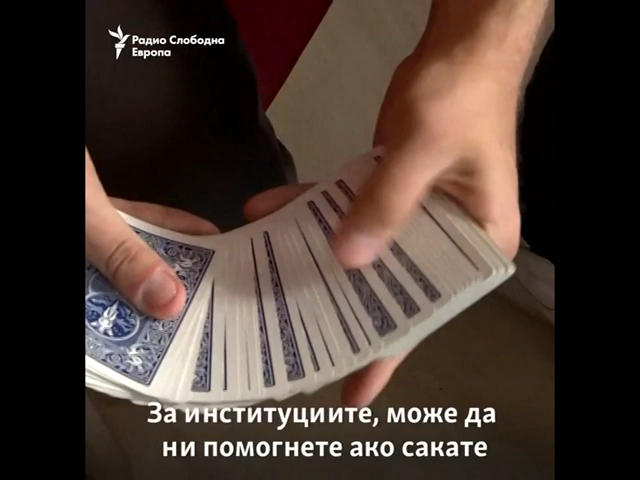 Радио Слободна
Европа
За институциите, може да
ни помогнете ако сакате